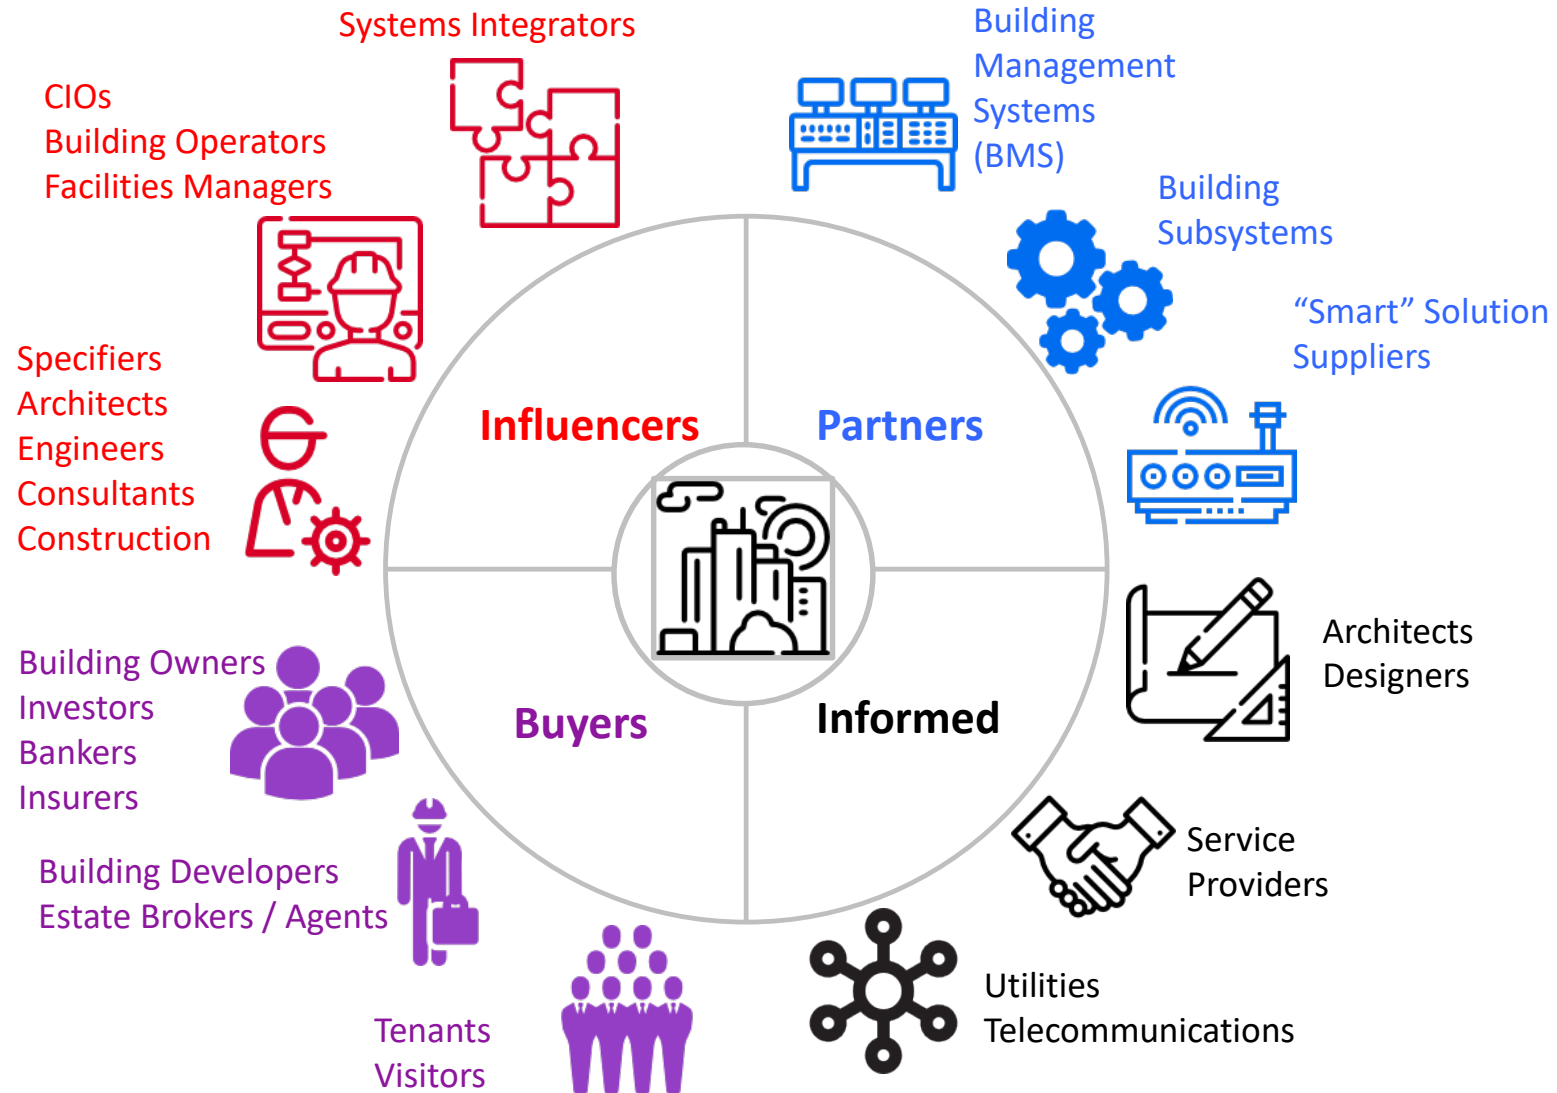 Systems Integrators
CIOs
Building Operators
Facilities Managers
Specifiers
Architects
Engineers
Consultants
Construction
Influencers
Building
Management
Systems
(BMS)
Building
Subsystems
“Smart” Solution
Suppliers
Partners
Building Owners
Investors
Bankers
Insurers
Building Developers
Estate Brokers / Agents
Tenants
Visitors
Buyers
Informed
Architects
Designers
Service
Providers
Utilities
Telecommunications